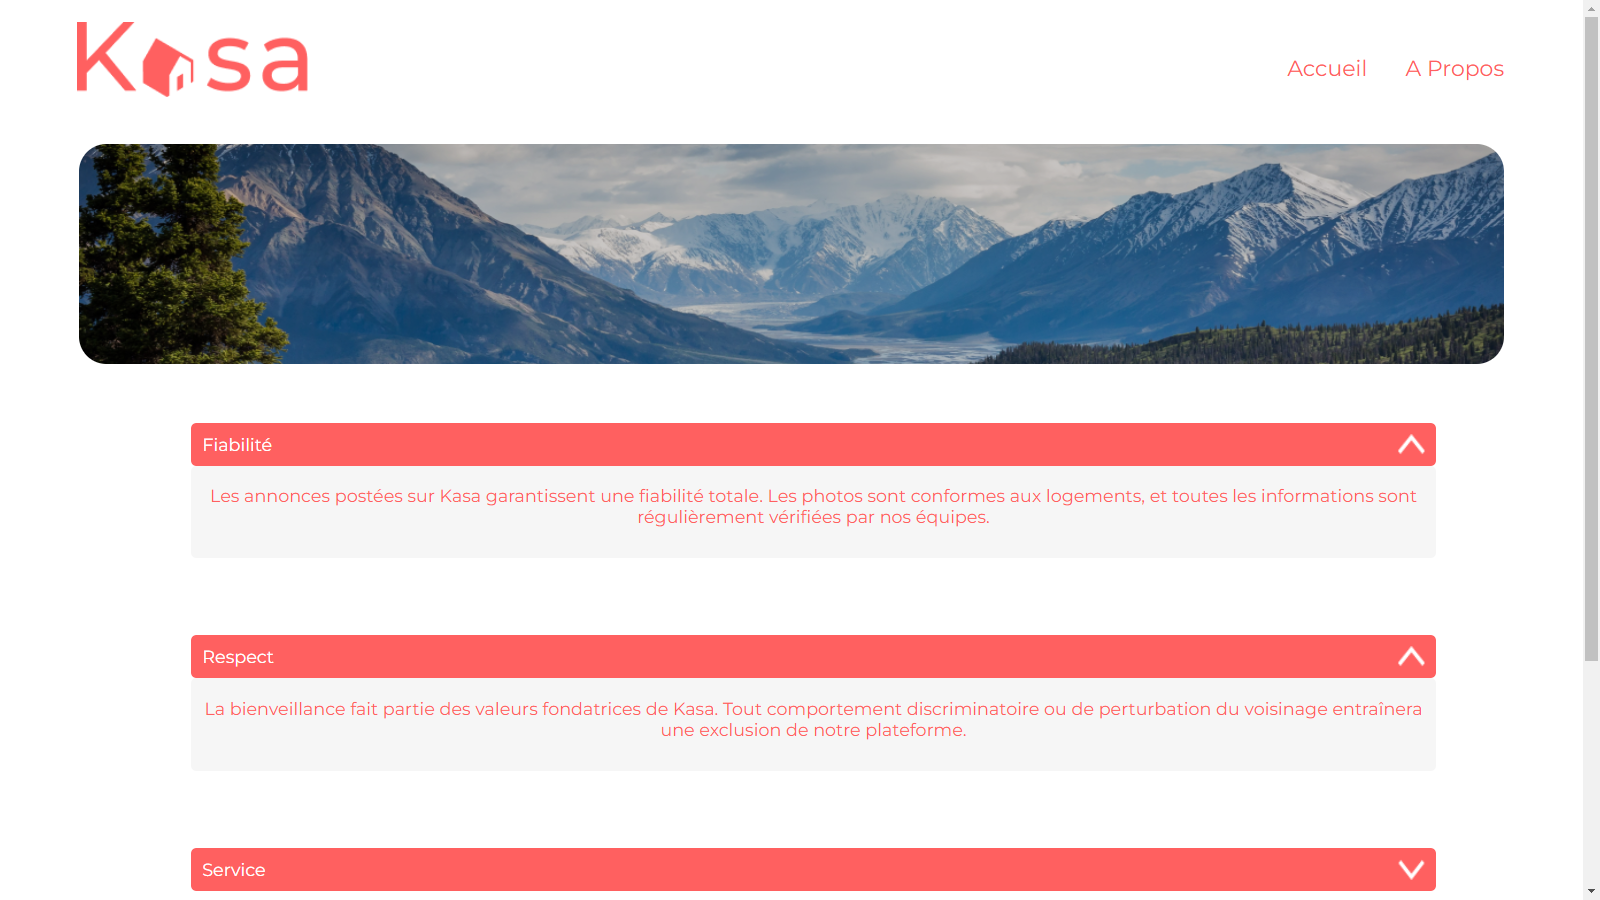 Kasa
Accueil
A Propos
Fiabilité
Les annonces postées sur Kasa garantissent une fiabilité totale. Les photos sont conformes aux logements, et toutes les informations sont
régulièrement vérifiées par nos équipes.
Respect
La bienveillance fait partie des valeurs fondatrices de Kasa. Tout comportement discriminatoire ou de perturbation du voisinage entraînera
une exclusion de notre plateforme.
Service